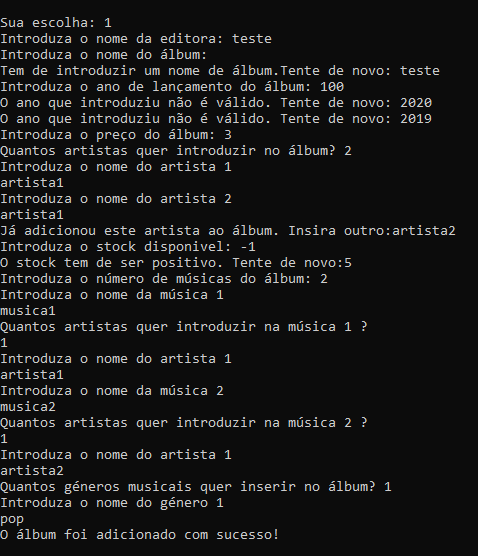 Sua escolha: 1
Introduza o nome da editora: teste
Introduza o nome do álbum:
Tem de introduzir um nome de álbum.Tente de novo: teste
Introduza o ano de lançamento do álbum: 100
O ano que introduziu não é válido. Tente de novo: 2020
O ano que introduziu não é válido. Tente de novo: 2019
Introduza o preço do álbum: 3
Quantos artistas quer introduzir no álbum? 2
Introduza o nome do artista 1
artista1
Introduza o nome do artista 2
artista1
Já adicionou este artista ao álbum. Insira outro:artista2
Introduza o stock disponivel: -1
O stock tem de ser positivo. Tente de novo:5
Introduza o número de músicas do álbum: 2
Introduza o nome da música 1
musica1
Quantos artistas quer introduzir na música 1 ?
1
Introduza o nome do artista 1
artista1
Introduza o nome da música 2
musica2
Quantos artistas quer introduzir na música 2 ?
1
Introduza o nome do artista 1
artista2
Quantos géneros musicais quer inserir no álbum? 1
Introduza o nome do género 1
pop
O álbum foi adicionado com sucesso!